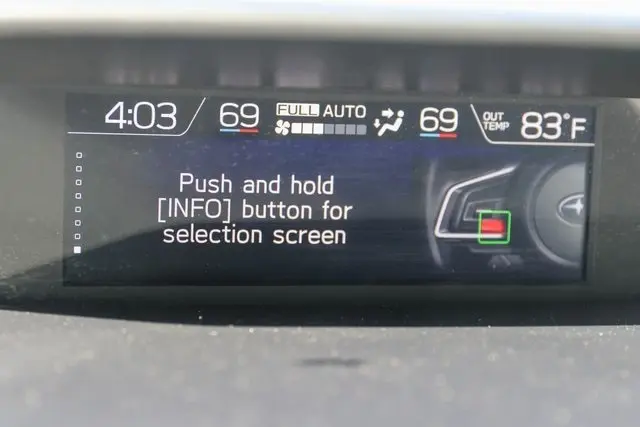 4:03
69
FULL AUTO
69
OUT TEMP
83°F
Push and hold
[INFO] button for
selection screen